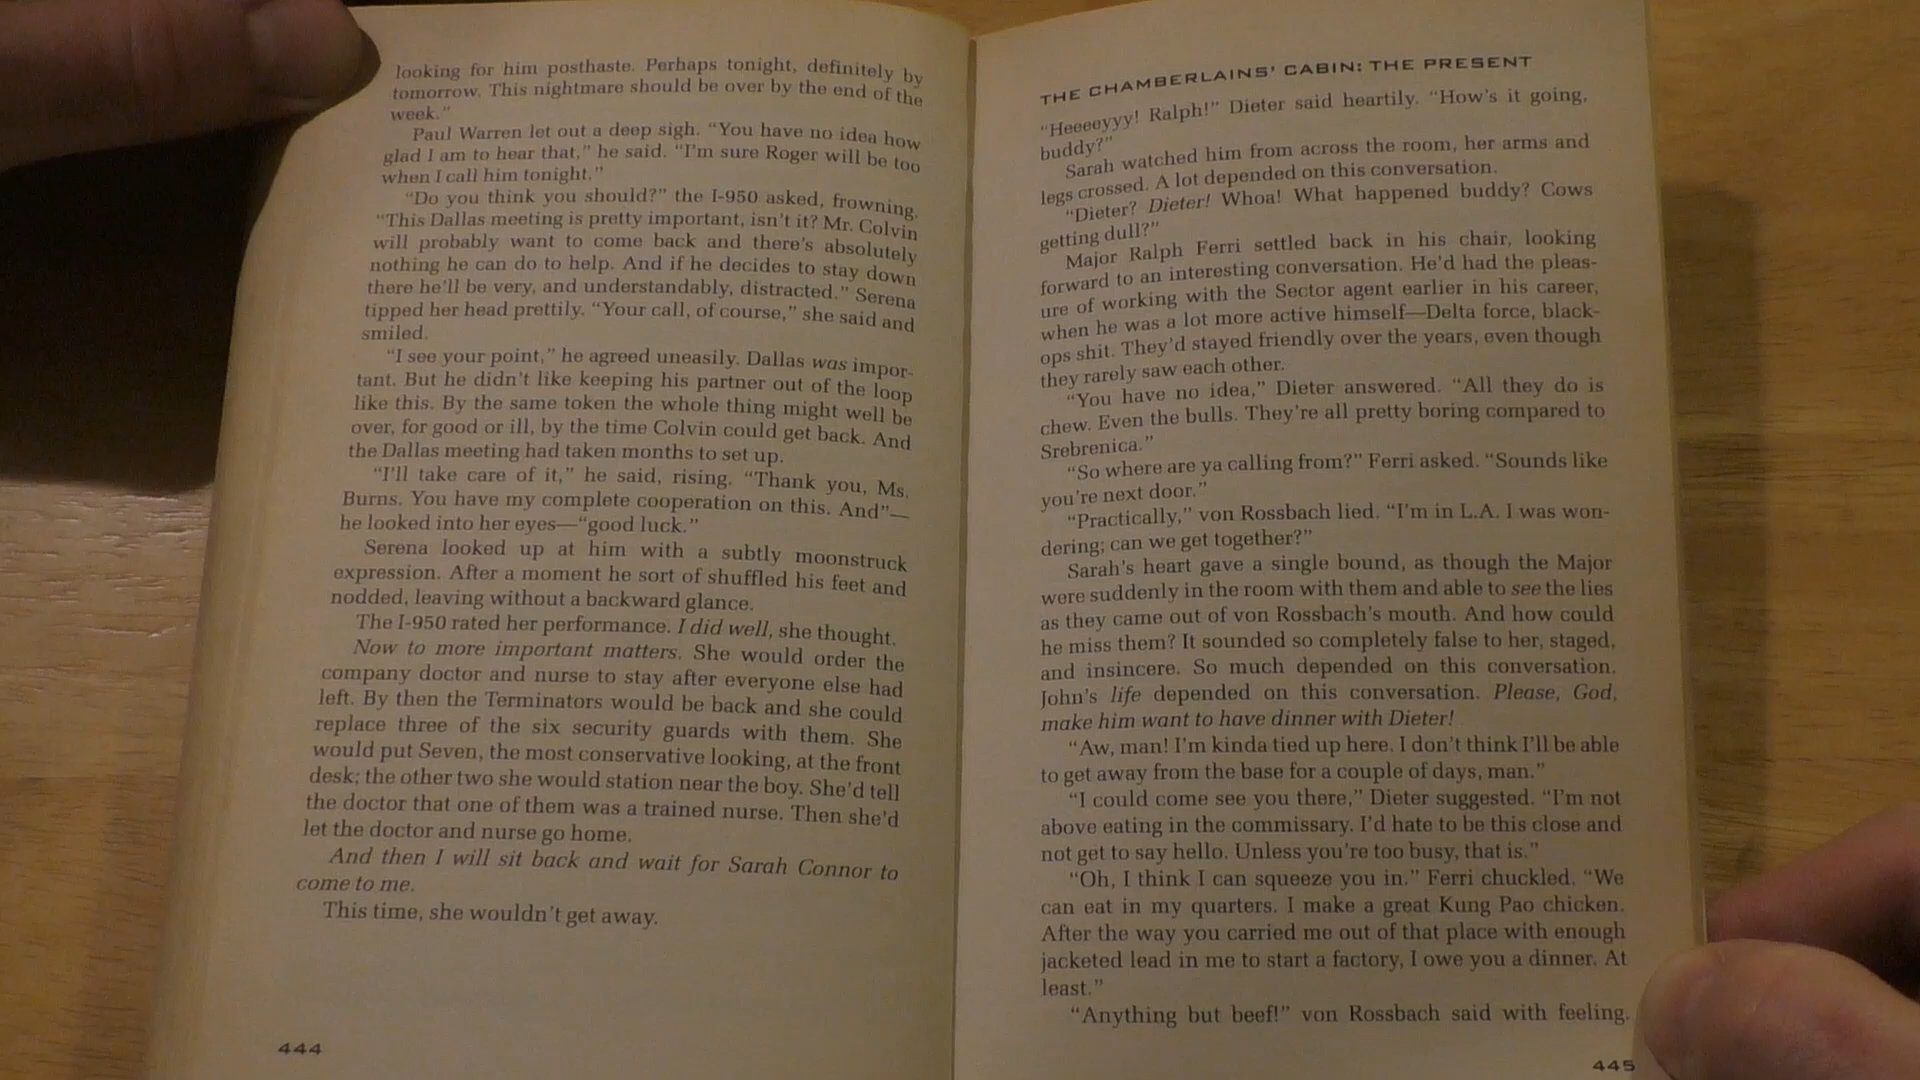 looking for him posthaste. Perhaps tonight, definitely by
tomorrow. This nightmare should be over by the end of the
week.”
Paul Warren let out a deep sigh. “You have no idea how
glad I am to hear that,” he said. “I’m sure Roger will be too
when I call him tonight.”
“Do you think you should?” the I-950 asked, frowning.
“This Dallas meeting is pretty important, isn’t it? Mr. Colvin
will probably want to come back and there’s absolutely
nothing he can do to help. And if he decides to stay down
there he’ll be very, and understandably, distracted.” Serena
tipped her head prettily. “Your call, of course,” she said and
smiled.
“I see your point,” he agreed uneasily. Dallas was impor-
tant. But he didn’t like keeping his partner out of the loop
like this. By the same token the whole thing might well be
over, for good or ill, by the time Colvin could get back. And
the Dallas meeting had taken months to set up.
“I’ll take care of it,” he said, rising. “Thank you, Ms.
Burns. You have my complete cooperation on this. And”—
he looked into her eyes—“good luck.”
Serena looked up at him with a subtly moonstruck
expression. After a moment he sort of shuffled his feet and
nodded, leaving without a backward glance.
The I-950 rated her performance. I did well, she thought.
Now to more important matters. She would order the
company doctor and nurse to stay after everyone else had
left. By then the Terminators would be back and she could
replace three of the six security guards with them. She
would put Seven, the most conservative looking, at the front
desk; the other two she would station near the boy. She’d tell
the doctor that one of them was a trained nurse. Then she’d
let the doctor and nurse go home.
And then I will sit back and wait for Sarah Connor to
come to me.
This time, she wouldn’t get away.
444
THE CHAMBERLAINS’ CABIN: THE PRESENT
“Heeeeyyy! Ralph!” Dieter said heartily. “How’s it going,
buddy?”
Sarah watched him from across the room, her arms and
legs crossed. A lot depended on this conversation.
“Dieter? Dieter! Whoa! What happened buddy? Cows
getting dull?”
Major Ralph Ferri settled back in his chair, looking
forward to an interesting conversation. He’d had the pleas-
ure of working with the Sector agent earlier in his career,
when he was a lot more active himself—Delta force, black-
ops shit. They’d stayed friendly over the years, even though
they rarely saw each other.
“You have no idea,” Dieter answered. “All they do is
chew. Even the bulls. They’re all pretty boring compared to
Srebrenica.”
“So where are ya calling from?” Ferri asked. “Sounds like
you’re next door.”
“Practically,” von Rossbach lied. “I’m in L.A. I was won-
dering; can we get together?”
Sarah’s heart gave a single bound, as though the Major
were suddenly in the room with them and able to see the lies
as they came out of von Rossbach’s mouth. And how could
he miss them? It sounded so completely false to her, staged,
and insincere. So much depended on this conversation.
John’s life depended on this conversation. Please, God,
make him want to have dinner with Dieter!
“Aw, man! I’m kinda tied up here. I don’t think I’ll be able
to get away from the base for a couple of days, man.”
“I could come see you there,” Dieter suggested. “I’m not
above eating in the commissary. I’d hate to be this close and
not get to say hello. Unless you’re too busy, that is.”
“Oh, I think I can squeeze you in.” Ferri chuckled. “We
can eat in my quarters. I make a great Kung Pao chicken.
After the way you carried me out of that place with enough
jacketed lead in me to start a factory, I owe you a dinner. At
least.”
“Anything but beef!” von Rossbach said with feeling.
445